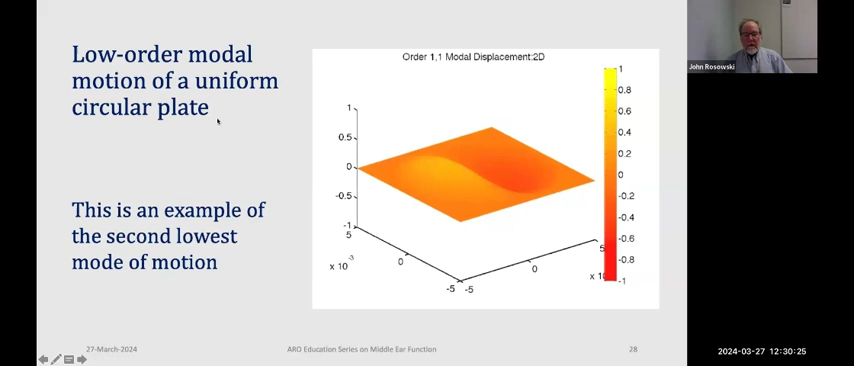 Low-order modal
motion of a uniform
circular plate
This is an example of
the second lowest
mode of motion
Order 1,1 Modal Displacement:2D
1
0.5
0
-0.5
-1
5
x 10⁻³
0
-5
-5
0
5
x 10
1
0.8
0.6
0.4
0.2
0
-0.2
-0.4
-0.6
-0.8
-1
27-March-2024
ARO Education Series on Middle Ear Function
28
John Rosowski
2024-03-27 12:30:25